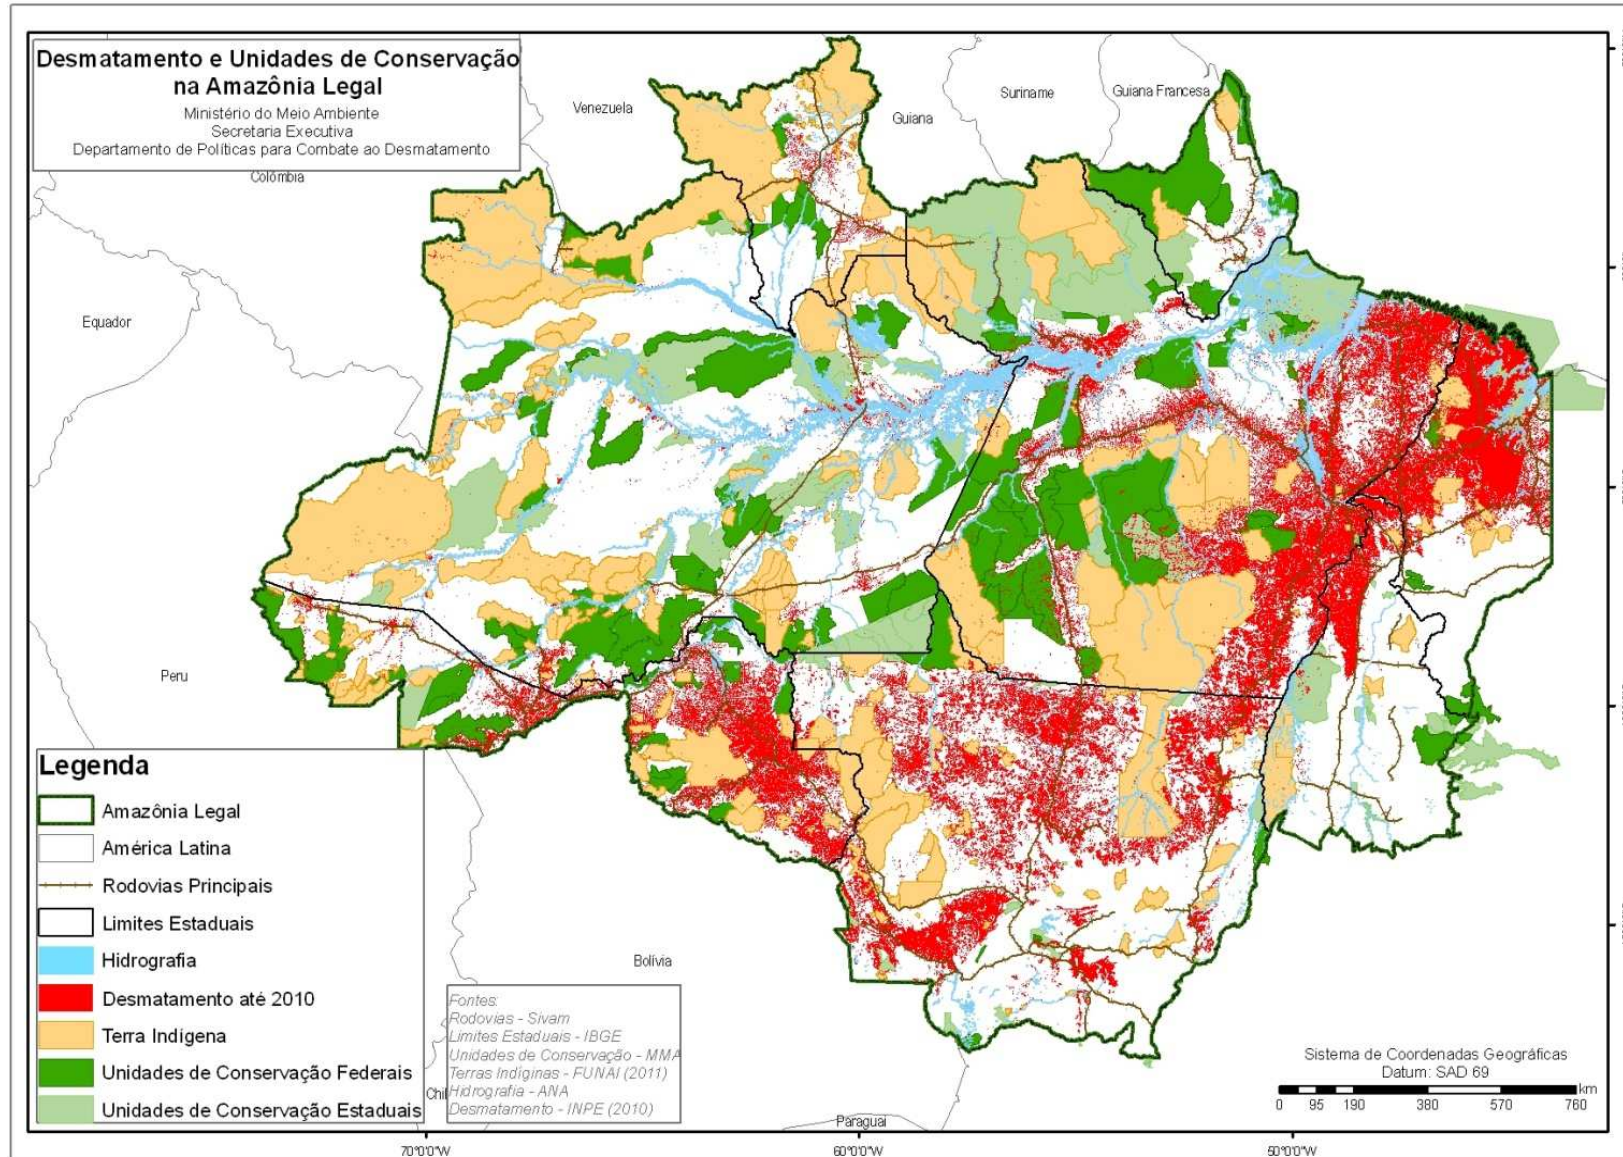 Desmatamento e Unidades de Conservação
na Amazônia Legal
Ministério do Meio Ambiente
Secretaria Executiva
Departamento de Políticas para Combate ao Desmatamento
Venezuela
Guiana
Suriname
Guiana Francesa
Colômbia
Equador
Peru
Bolívia
Chil
Paraguai
Legenda
Amazônia Legal
América Latina
Rodovias Principais
Limites Estaduais
Hidrografia
Desmatamento até 2010
Terra Indígena
Unidades de Conservação Federais
Unidades de Conservação Estaduais
Fontes:
Rodovias - Sivam
Limites Estaduais - IBGE
Unidades de Conservação - MMA
Terras Indíginas - FUNAI (2011)
Hidrografia - ANA
Desmatamento - INPE (2010)
Sistema de Coordenadas Geográficas
Datum: SAD 69
km
0 95 190 380 570 760
70°0'0"W 60°0'0"W 50°0'0"W